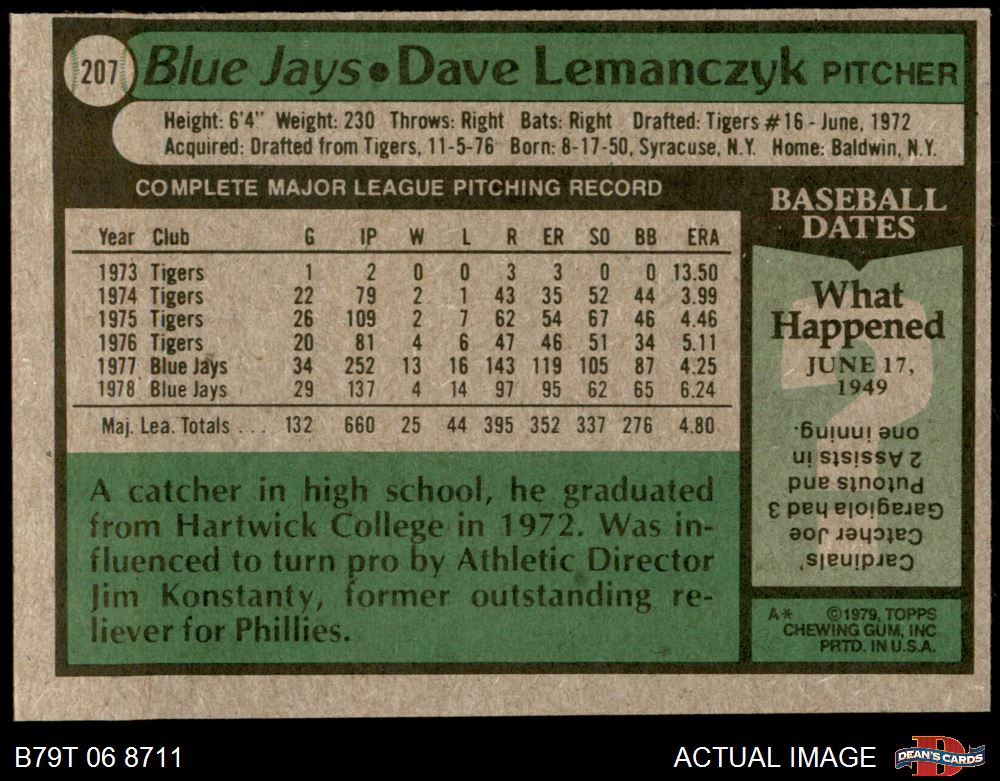 207 Blue Jays • Dave Lemanczyk PITCHER
Height: 6'4" Weight: 230 Throws: Right Bats: Right Drafted: Tigers #16 - June, 1972
Acquired: Drafted from Tigers, 11-5-76 Born: 8-17-50, Syracuse, N.Y. Home: Baldwin, N.Y.
COMPLETE MAJOR LEAGUE PITCHING RECORD
Year Club G IP W L R ER SO BB ERA
1973 Tigers 1 2 0 0 3 3 0 0 13.50
1974 Tigers 22 79 2 1 43 35 52 44 3.99
1975 Tigers 26 109 2 7 62 54 67 46 4.46
1976 Tigers 20 81 4 6 47 46 51 34 5.11
1977 Blue Jays 34 252 13 16 143 119 105 87 4.25
1978 Blue Jays 29 137 4 14 97 95 62 65 6.24
Maj. Lea. Totals . . . 132 660 25 44 395 352 337 276 4.80
A catcher in high school, he graduated
from Hartwick College in 1972. Was in-
fluenced to turn pro by Athletic Director
Jim Konstanty, former outstanding re-
liever for Phillies.
BASEBALL
DATES
What
Happened
JUNE 17,
1949
Cardinals'
Catcher Joe
Garagiola had 3
Putouts and
2 Assists in
one inning.
A* ©1979, TOPPS
CHEWING GUM, INC
PRTD. IN U.S.A.
B79T 06 8711
ACTUAL IMAGE
D
DEAN'S CARDS